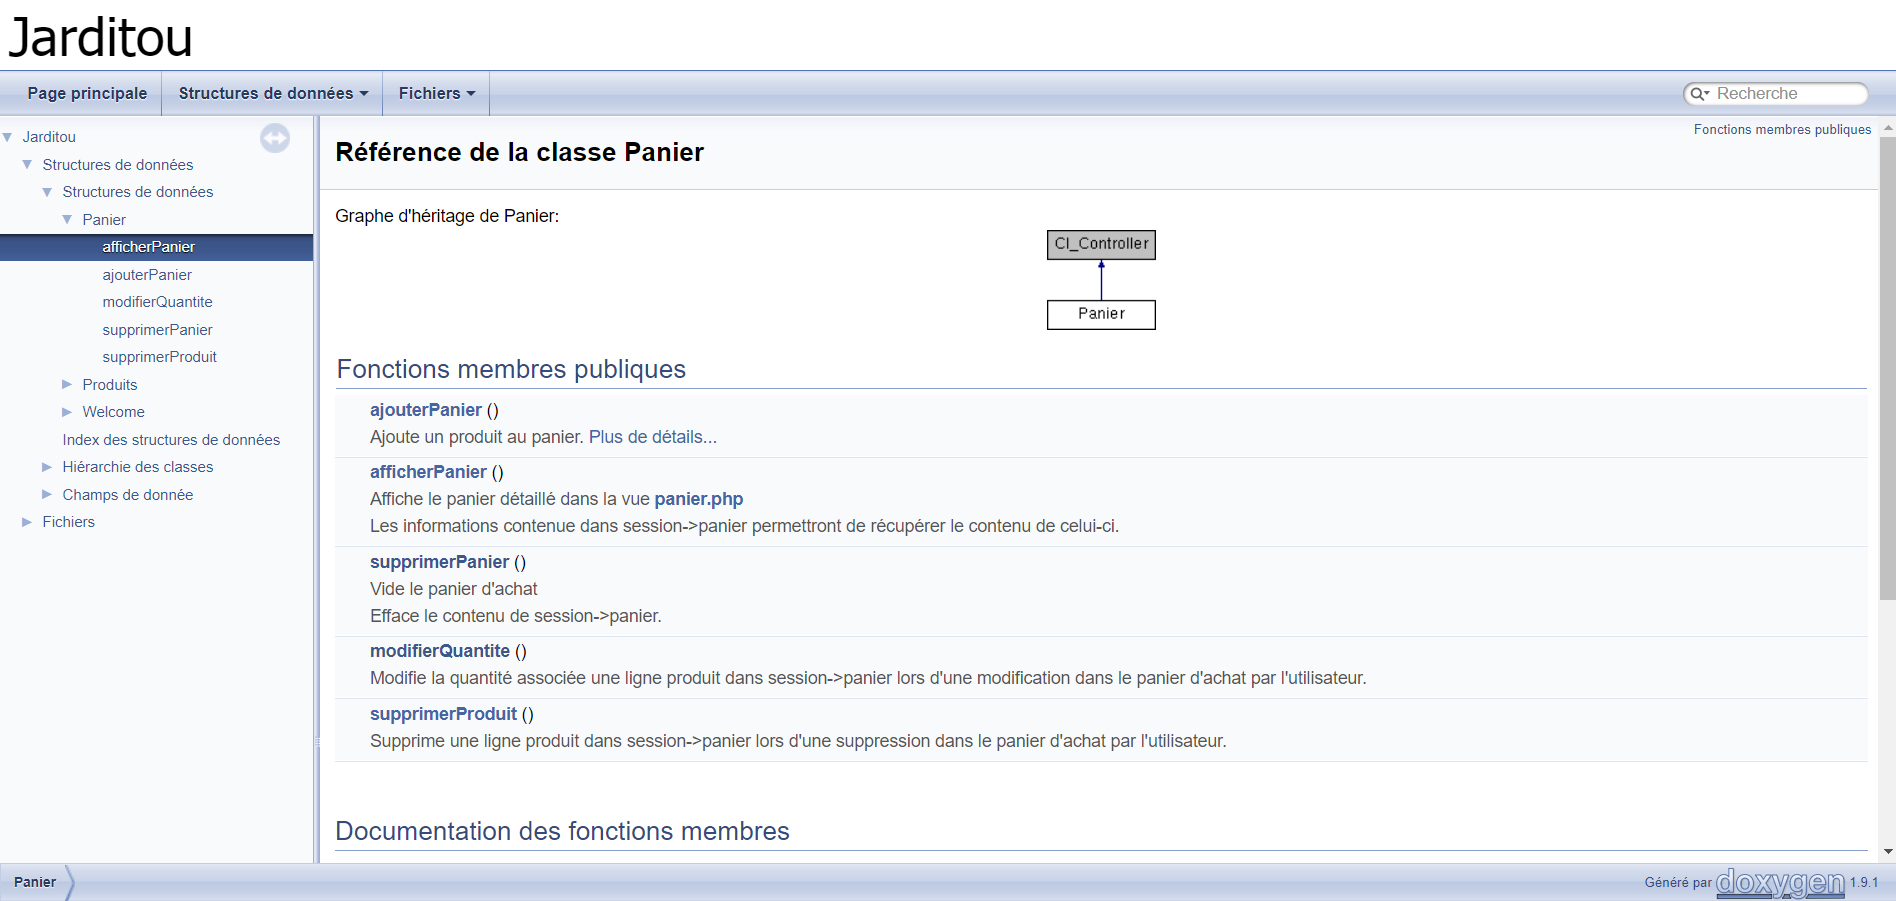 Jarditou
Page principale
Structures de données
Fichiers
Recherche
Jarditou
Structures de données
Structures de données
Panier
afficherPanier
ajouterPanier
modifierQuantite
supprimerPanier
supprimerProduit
Produits
Welcome
Index des structures de données
Hiérarchie des classes
Champs de donnée
Fichiers
Fonctions membres publiques
Référence de la classe Panier
Graphe d'héritage de Panier:
CI_Controller
Panier
Fonctions membres publiques
ajouterPanier ()
Ajoute un produit au panier. Plus de détails...
afficherPanier ()
Affiche le panier détaillé dans la vue panier.php
Les informations contenue dans session->panier permettront de récupérer le contenu de celui-ci.
supprimerPanier ()
Vide le panier d'achat
Efface le contenu de session->panier.
modifierQuantite ()
Modifie la quantité associée une ligne produit dans session->panier lors d'une modification dans le panier d'achat par l'utilisateur.
supprimerProduit ()
Supprime une ligne produit dans session->panier lors d'une suppression dans le panier d'achat par l'utilisateur.
Documentation des fonctions membres
Panier
Généré par doxygen 1.9.1